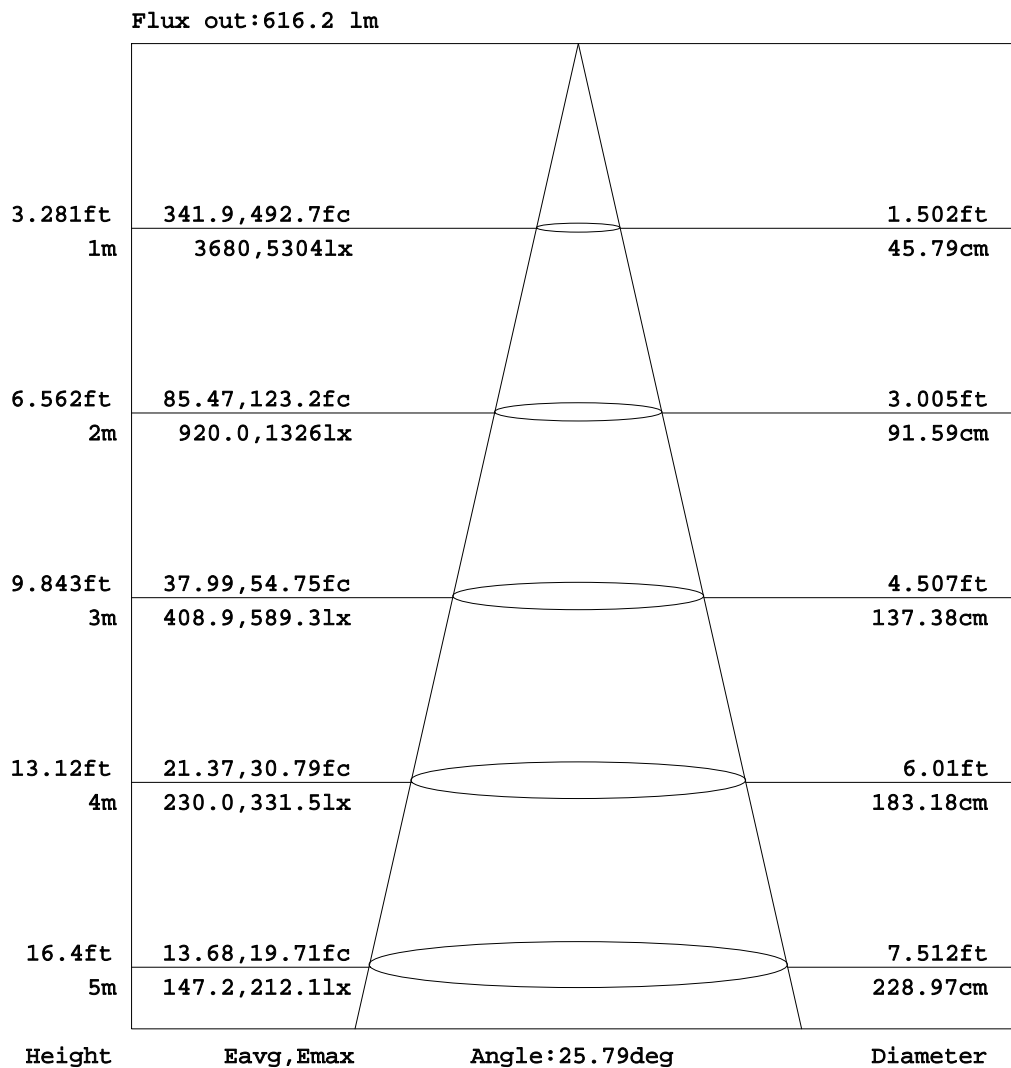 Flux out:616.2 lm
3.281ft 341.9,492.7fc 1.502ft
1m 3680,5304lx 45.79cm
6.562ft 85.47,123.2fc 3.005ft
2m 920.0,1326lx 91.59cm
9.843ft 37.99,54.75fc 4.507ft
3m 408.9,589.3lx 137.38cm
13.12ft 21.37,30.79fc 6.01ft
4m 230.0,331.5lx 183.18cm
16.4ft 13.68,19.71fc 7.512ft
5m 147.2,212.1lx 228.97cm
Height Eavg,Emax Angle:25.79deg Diameter